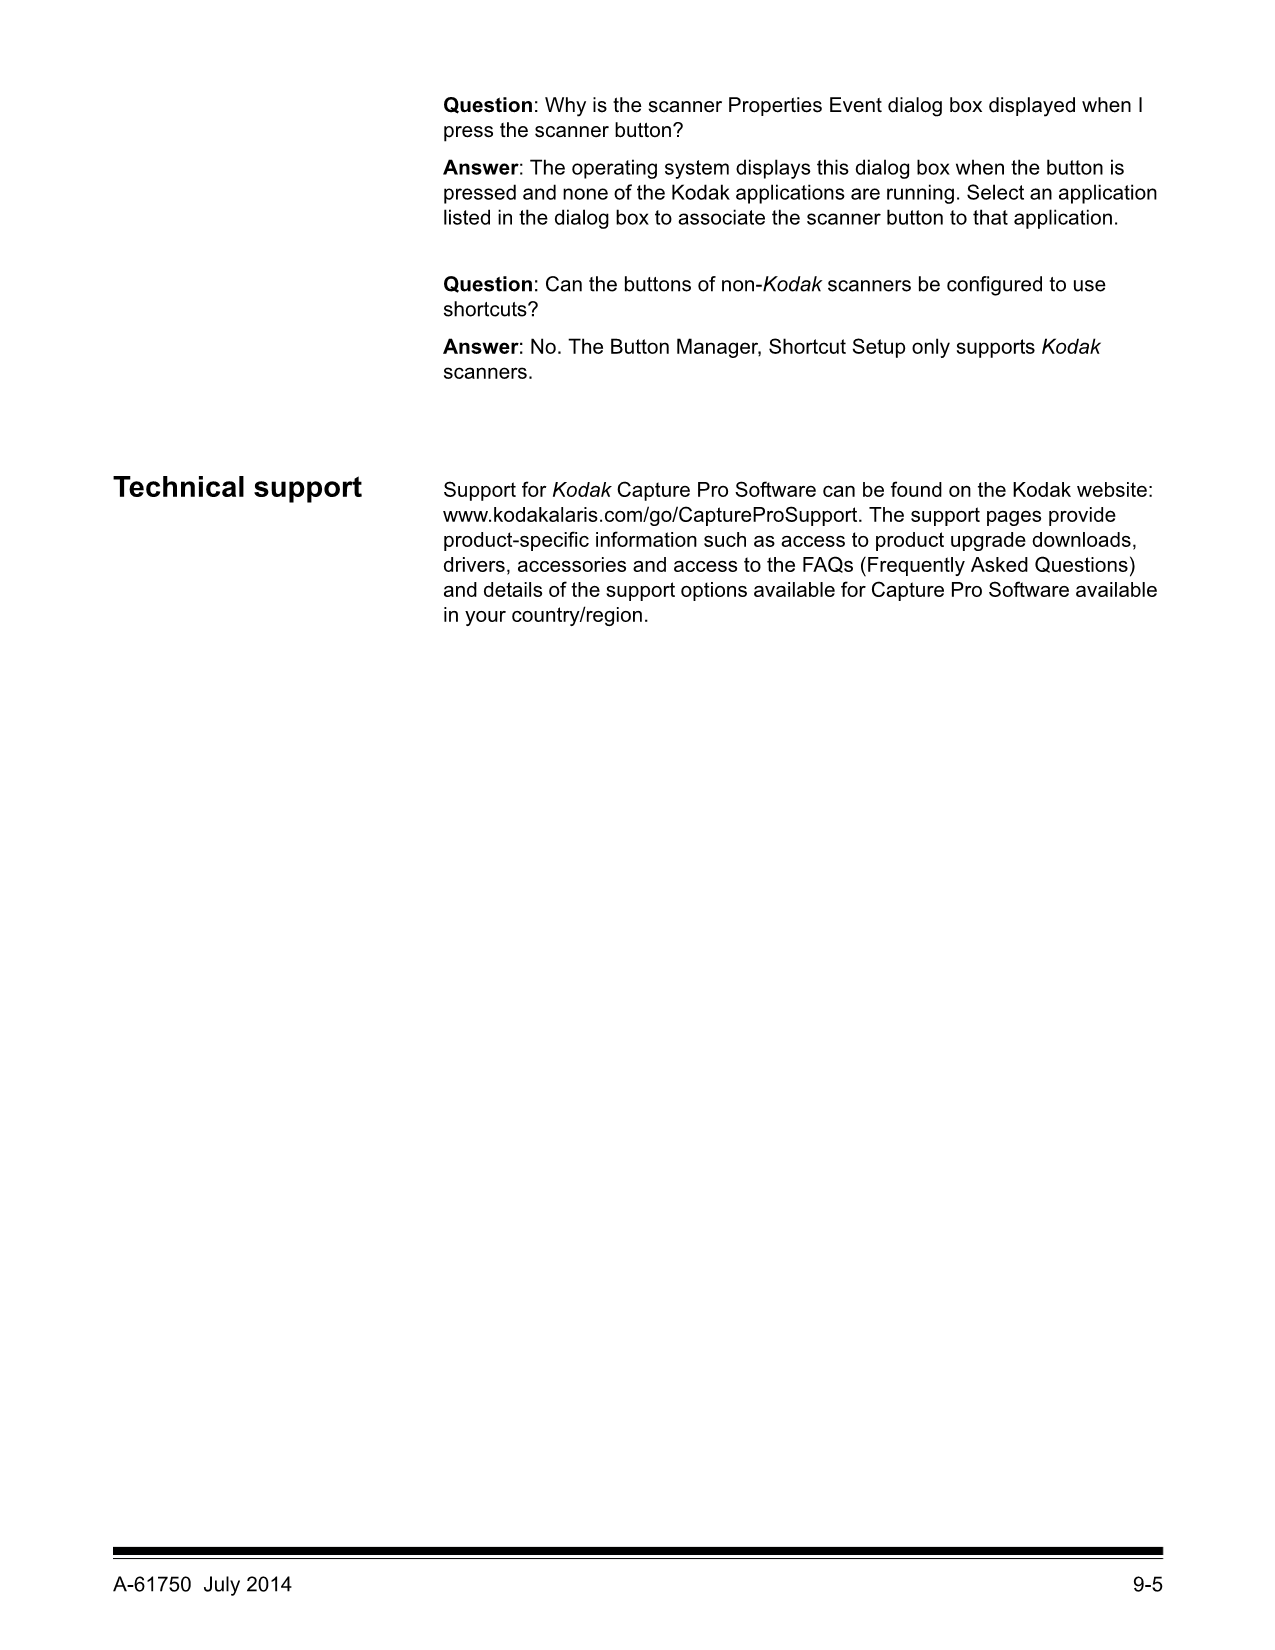 Question: Why is the scanner Properties Event dialog box displayed when I
press the scanner button?
Answer: The operating system displays this dialog box when the button is
pressed and none of the Kodak applications are running. Select an application
listed in the dialog box to associate the scanner button to that application.
Question: Can the buttons of non-Kodak scanners be configured to use
shortcuts?
Answer: No. The Button Manager, Shortcut Setup only supports Kodak
scanners.
Technical support
Support for Kodak Capture Pro Software can be found on the Kodak website:
www.kodakalaris.com/go/CaptureProSupport. The support pages provide
product-specific information such as access to product upgrade downloads,
drivers, accessories and access to the FAQs (Frequently Asked Questions)
and details of the support options available for Capture Pro Software available
in your country/region.
A-61750 July 2014
9-5